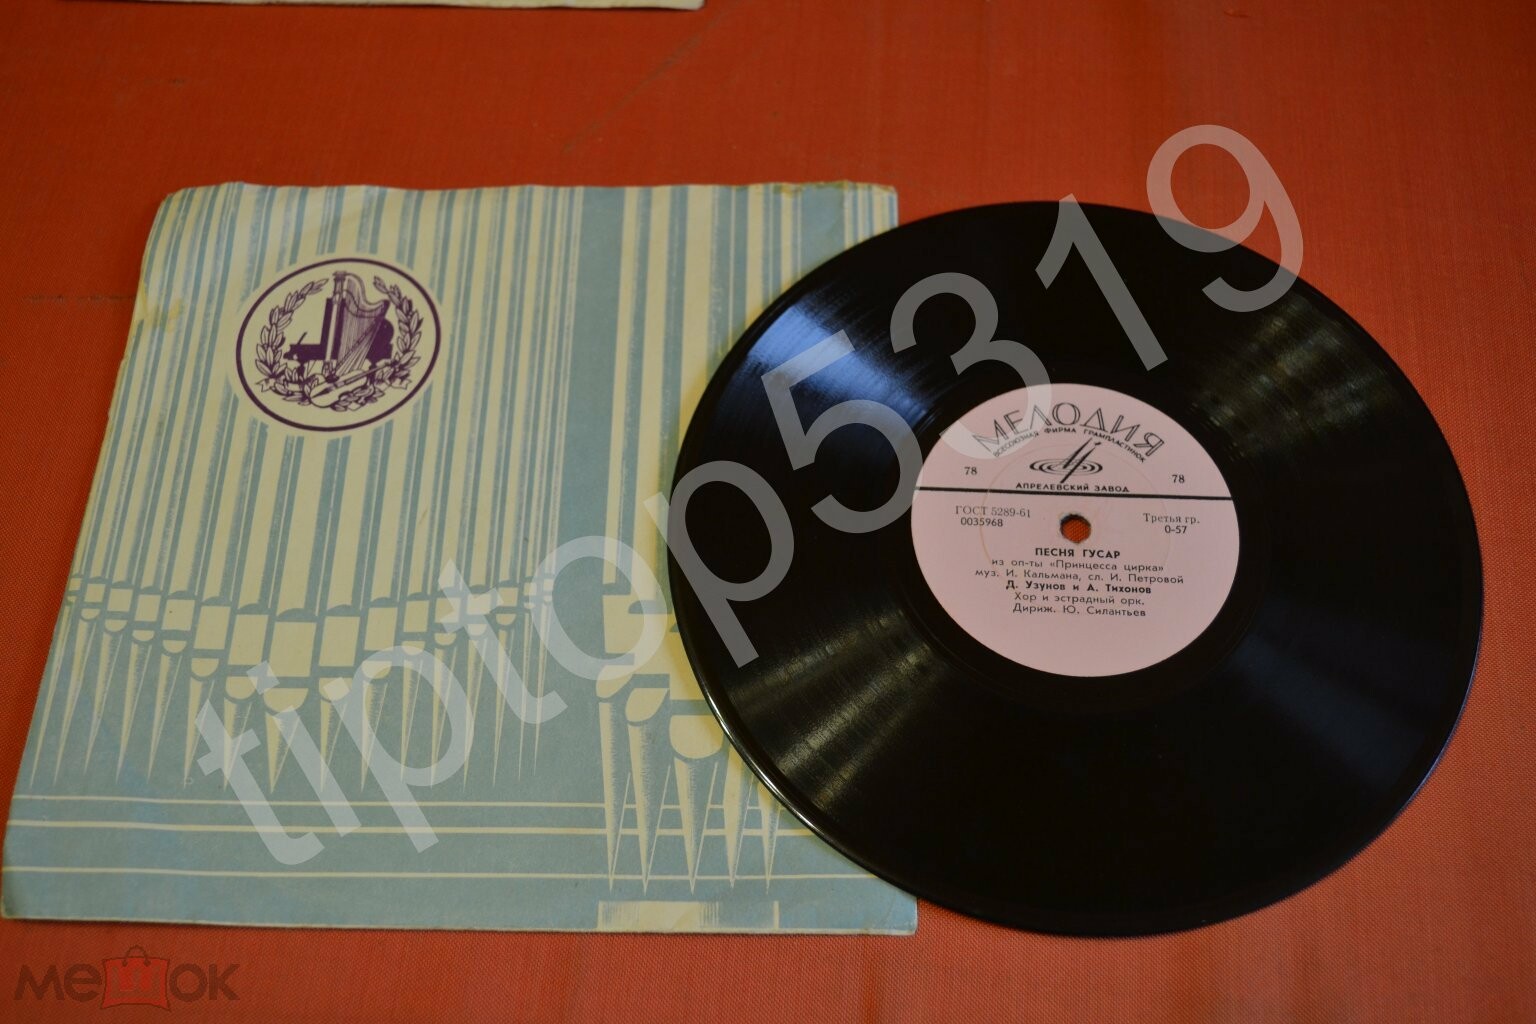 МЕЛОДИЯ
ВСЕСОЮЗНАЯ ФИРМА ГРАМПЛАСТИНОК
78
78
АПРЕЛЕВСКИЙ ЗАВОД
ГОСТ 5289-61
0035968
Третья гр.
0-57
ПЕСНЯ ГУСАР
из оп-ты «Принцесса цирка»
муз. И. Кальмана, сл. И. Петровой
Д. Узунов и А. Тихонов
Хор и эстрадный орк.
Дириж. Ю. Силантьев
tiptop5319
мешок